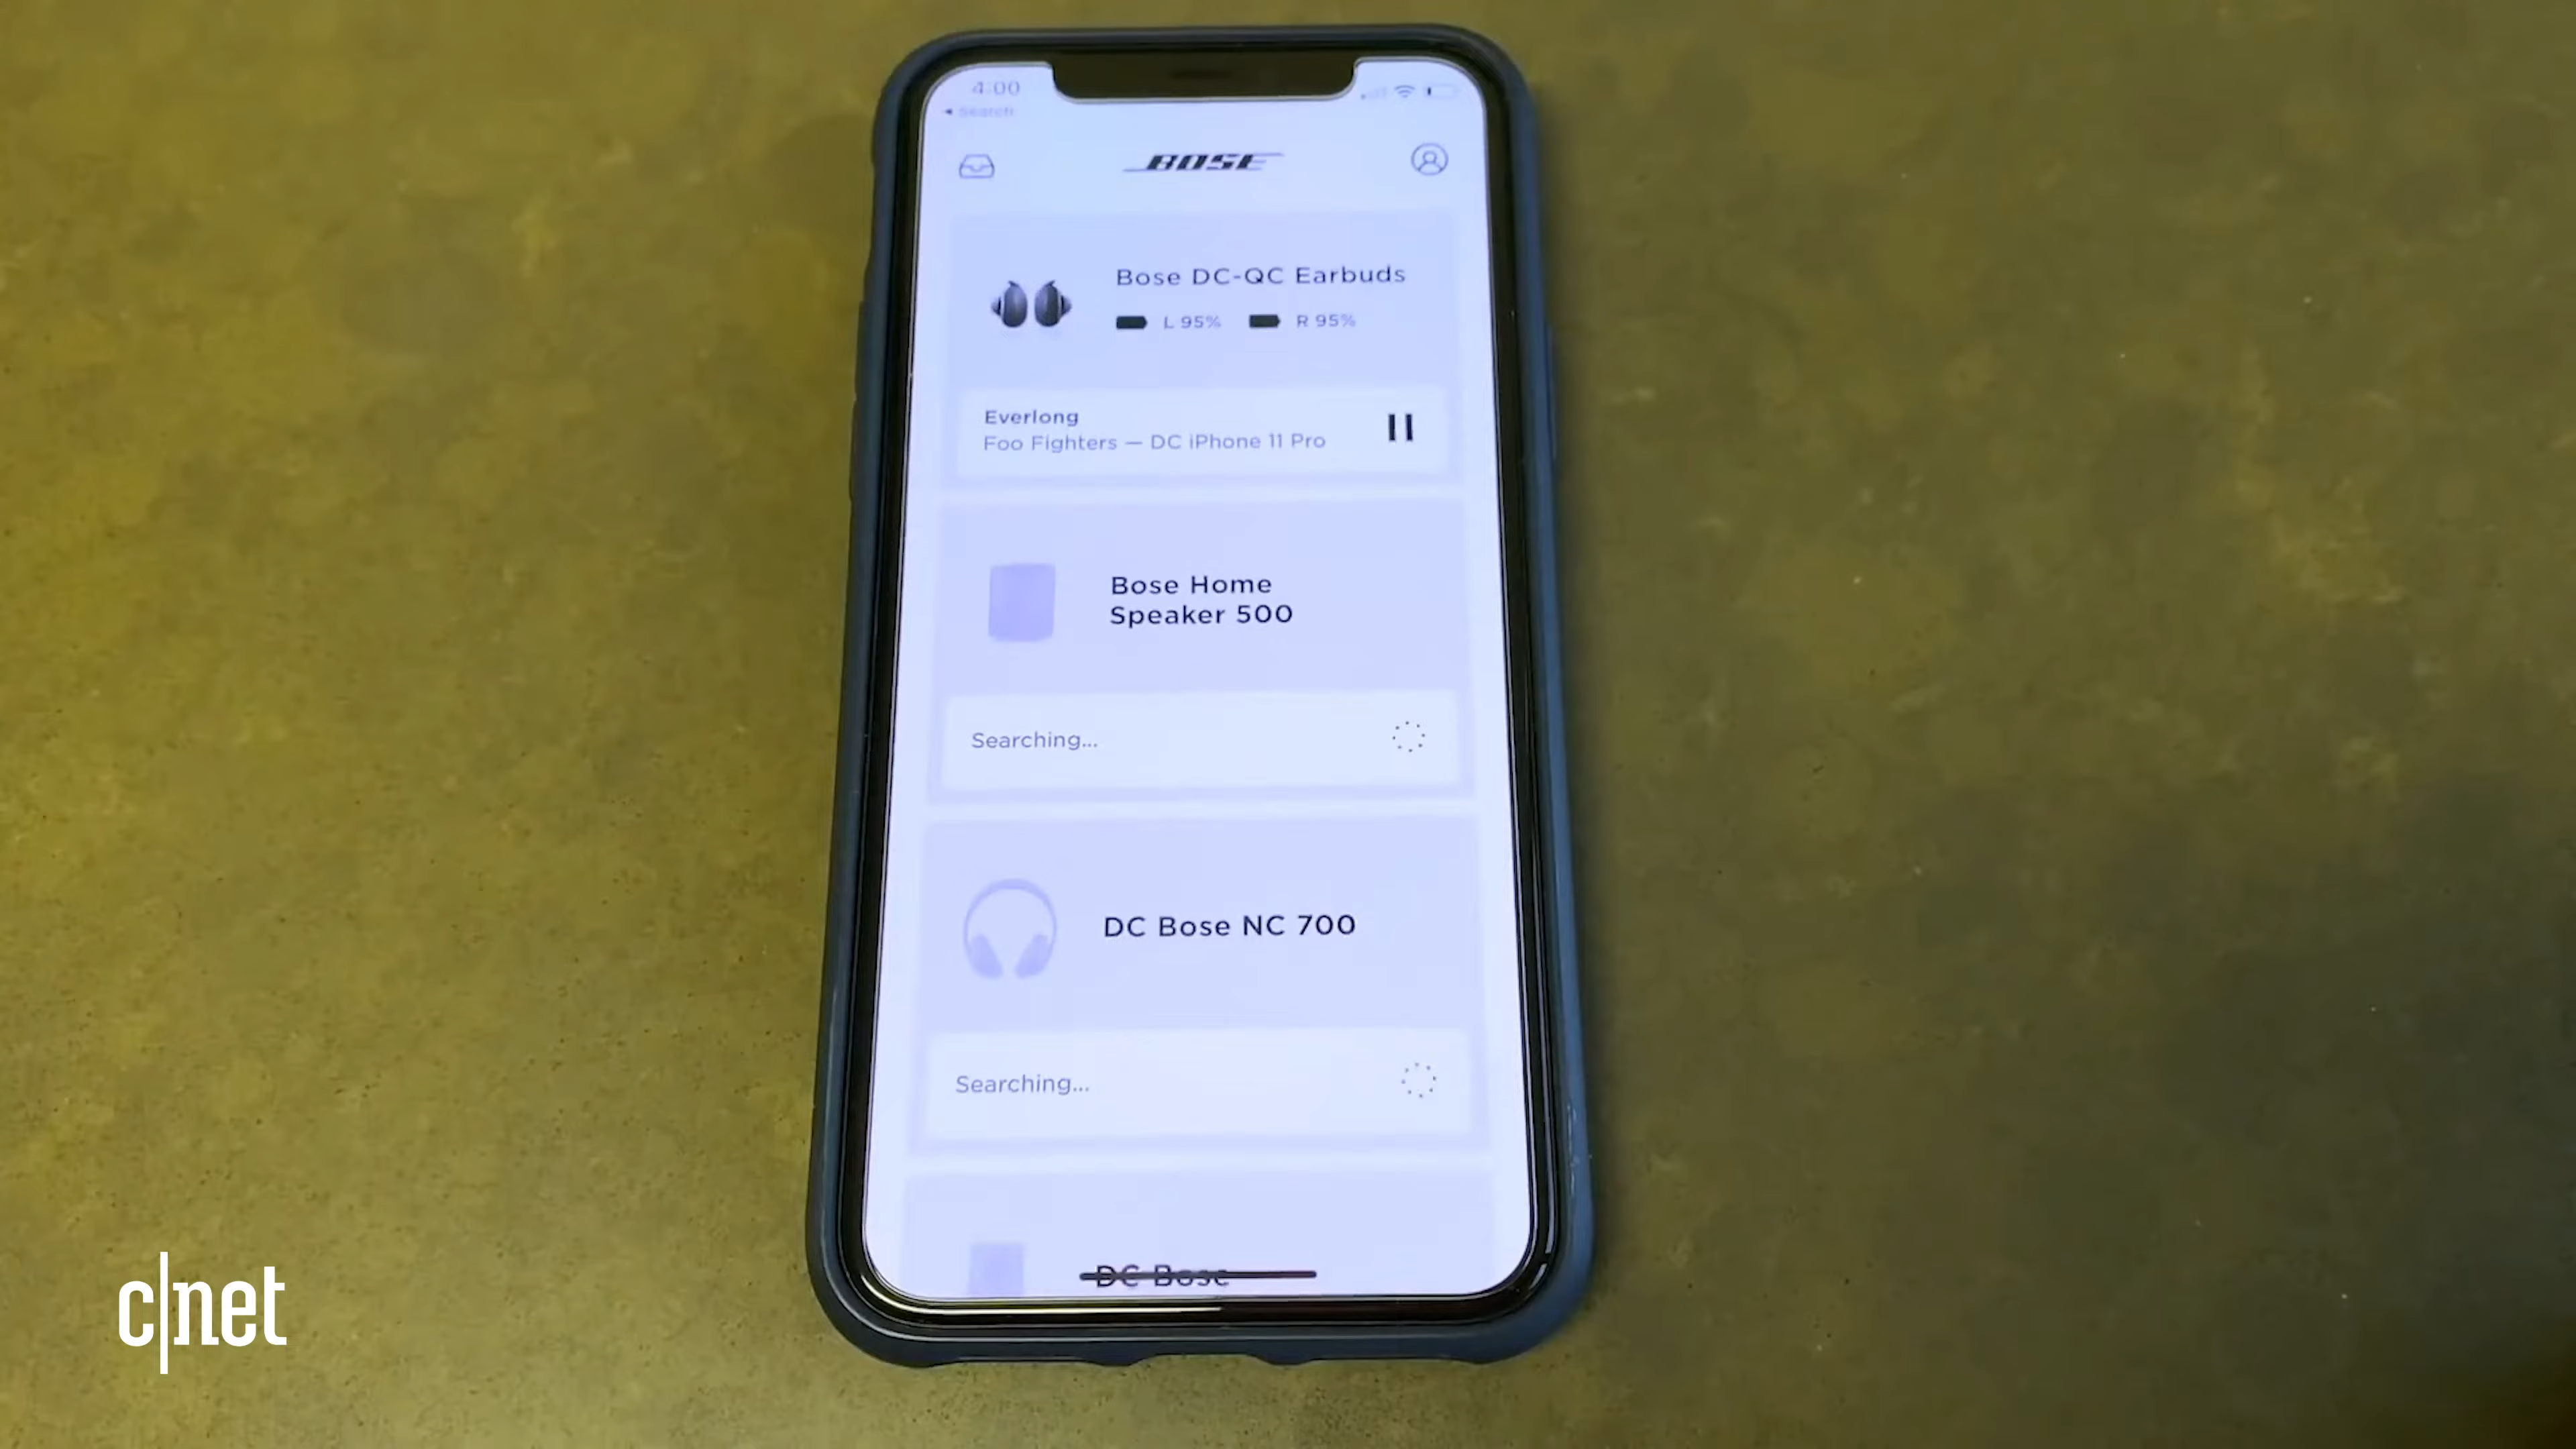 4:00
Search
BOSE
Bose DC-QC Earbuds
L 95% R 95%
Everlong
Foo Fighters — DC iPhone 11 Pro
Bose Home
Speaker 500
Searching...
DC Bose NC 700
Searching...
DC Bose
c|net